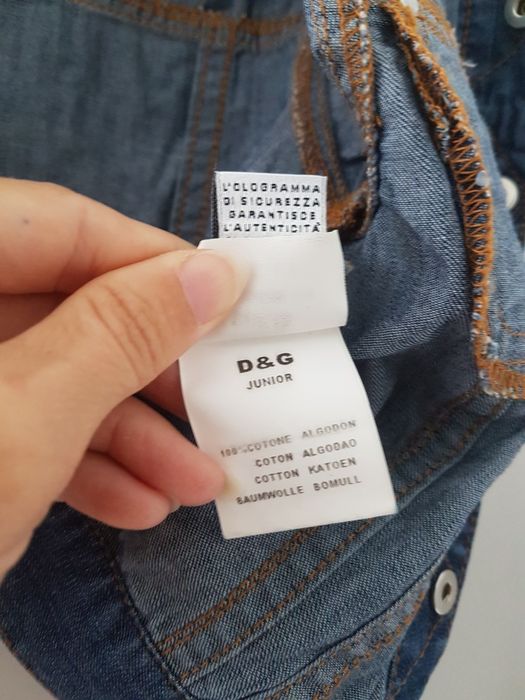 L'OLOGRAMMA
DI SICUREZZA
GARANTISCE
L'AUTENTICITÀ
D&G
JUNIOR
100%COTONE ALGODON
COTON ALGODAO
COTTON KATOEN
BAUMWOLLE BOMULL